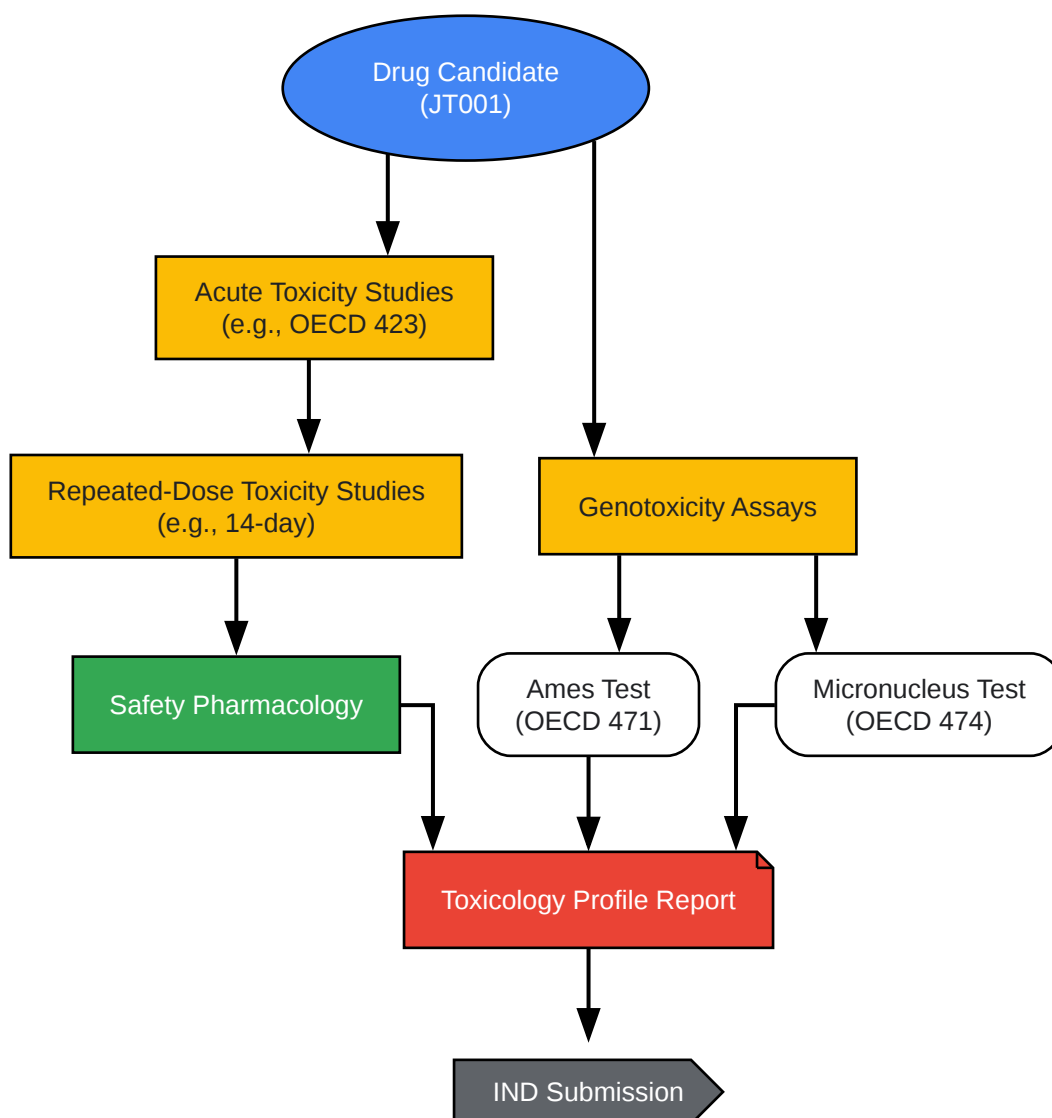 Drug Candidate
(JT001)
Acute Toxicity Studies
(e.g., OECD 423)
Repeated-Dose Toxicity Studies
(e.g., 14-day)
Genotoxicity Assays
Safety Pharmacology
Ames Test
(OECD 471)
Micronucleus Test
(OECD 474)
Toxicology Profile Report
IND Submission